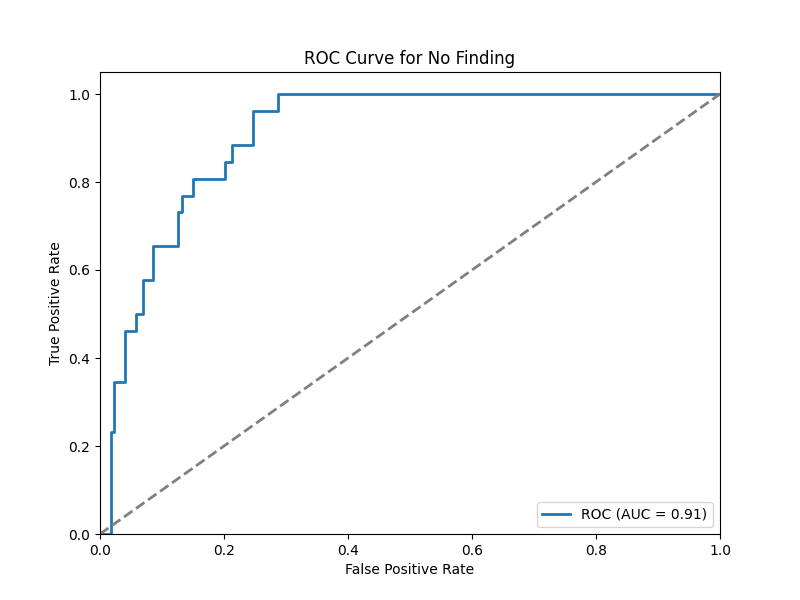 ROC Curve for No Finding
True Positive Rate
1.0
0.8
0.6
0.4
0.2
0.0
ROC (AUC = 0.91)
0.0 0.2 0.4 0.6 0.8 1.0
False Positive Rate